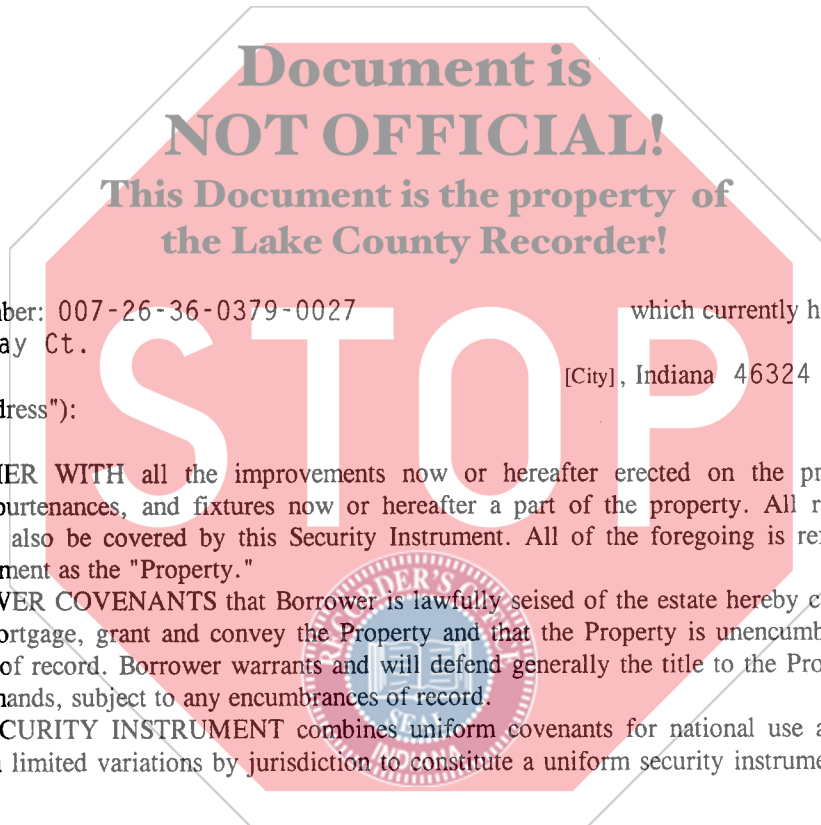 Document is
NOT OFFICIAL!
This Document is the property of
the Lake County Recorder!
ber: 007-26-36-0379-0027 which currently h
ay Ct.
[City], Indiana 46324
dress"):
STOP
ER WITH all the improvements now or hereafter erected on the pr
purtenances, and fixtures now or hereafter a part of the property. All r
also be covered by this Security Instrument. All of the foregoing is re
ment as the "Property."
WER COVENANTS that Borrower is lawfully seised of the estate hereby c
ortgage, grant and convey the Property and that the Property is unencumb
of record. Borrower warrants and will defend generally the title to the Pro
nands, subject to any encumbrances of record.
CURITY INSTRUMENT combines uniform covenants for national use a
limited variations by jurisdiction to constitute a uniform security instrume
RECORDER'S OFFICE
SEAL
INDIANA